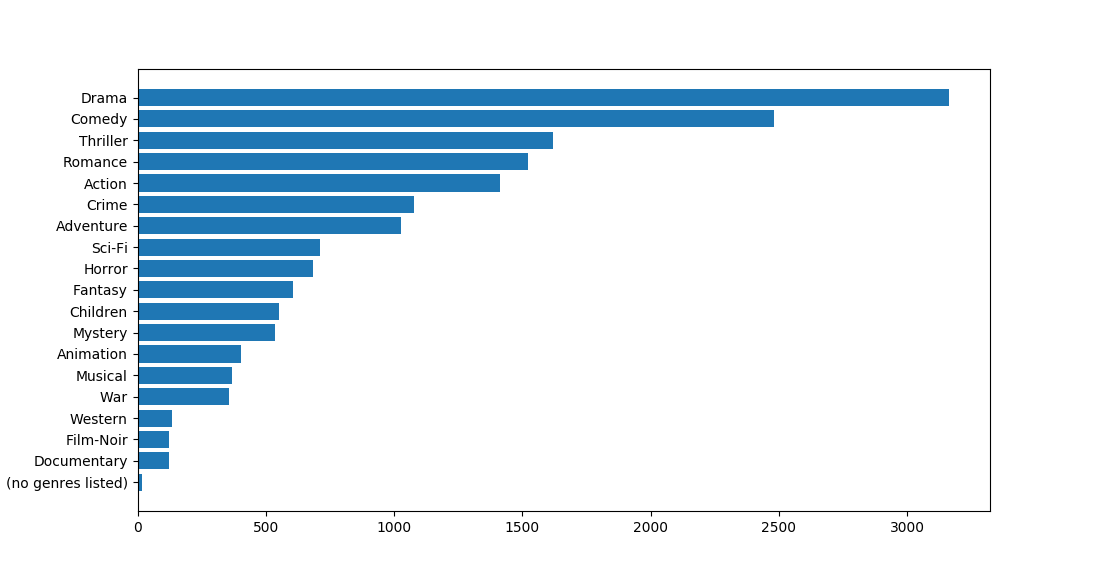 Drama
Comedy
Thriller
Romance
Action
Crime
Adventure
Sci-Fi
Horror
Fantasy
Children
Mystery
Animation
Musical
War
Western
Film-Noir
Documentary
(no genres listed)
0 500 1000 1500 2000 2500 3000